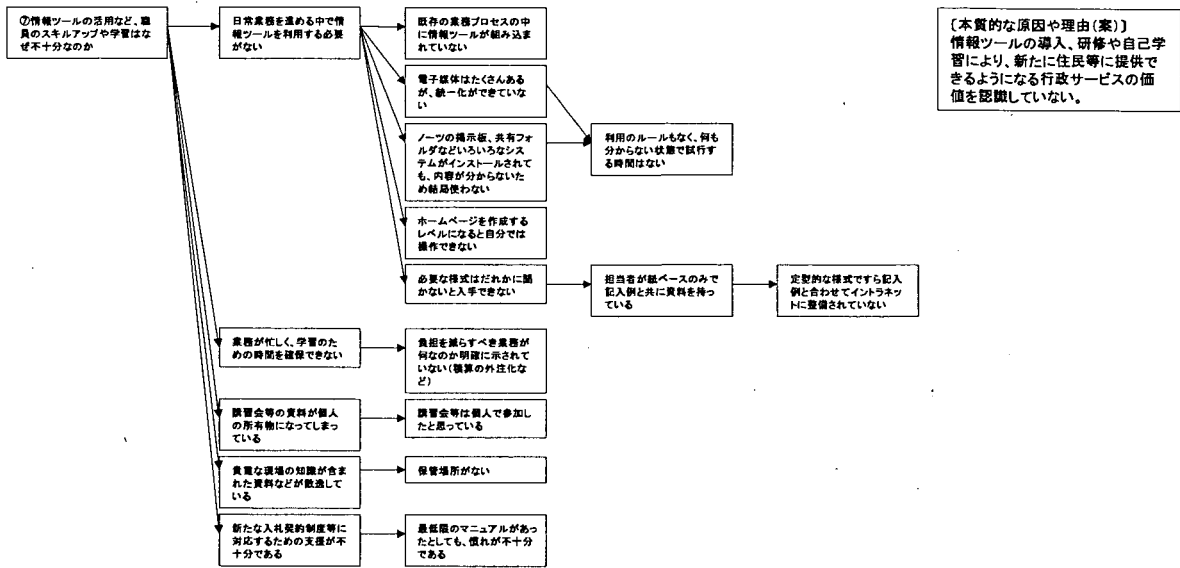 ⑦情報ツールの活用など、職
員のスキルアップや学習はな
ぜ不十分なのか
日常業務を進める中で情
報ツールを利用する必要
がない
既存の業務プロセスの中
に情報ツールが組み込ま
れていない
電子媒体はたくさんある
が、統一化ができていな
い
ノーツの掲示板、共有フォ
ルダなどいろいろなシス
テムがインストールされて
も、内容が分からないた
め結局使わない
利用のルールもなく、何も
分からない状態で試行す
る時間はない
ホームページを作成する
レベルになると自分では
操作できない
必要な様式はだれかに聞
かないと入手できない
担当者が紙ベースのみで
記入例と共に資料を持っ
ている
定型的な様式ですら記入
例と合わせてイントラネッ
トに整備されていない
業務が忙しく、学習のた
めの時間を確保できない
負担を減らすべき業務が
何なのか明確に示されて
いない（積算の外注化な
ど）
講習会等の資料が個人
の所有物になってしまっ
ている
講習会等は個人で参加し
たと思っている
貴重な現場の知識が含ま
れた資料などが散逸して
いる
保管場所がない
新たな入札契約制度等に
対応するための支援が不
十分である
最低限のマニュアルがあっ
たとしても、慣れが不十分
である
〔本質的な原因や理由（案）〕
情報ツールの導入、研修や自己学
習により、新たに住民等に提供で
きるようになる行政サービスの価
値を認識していない。